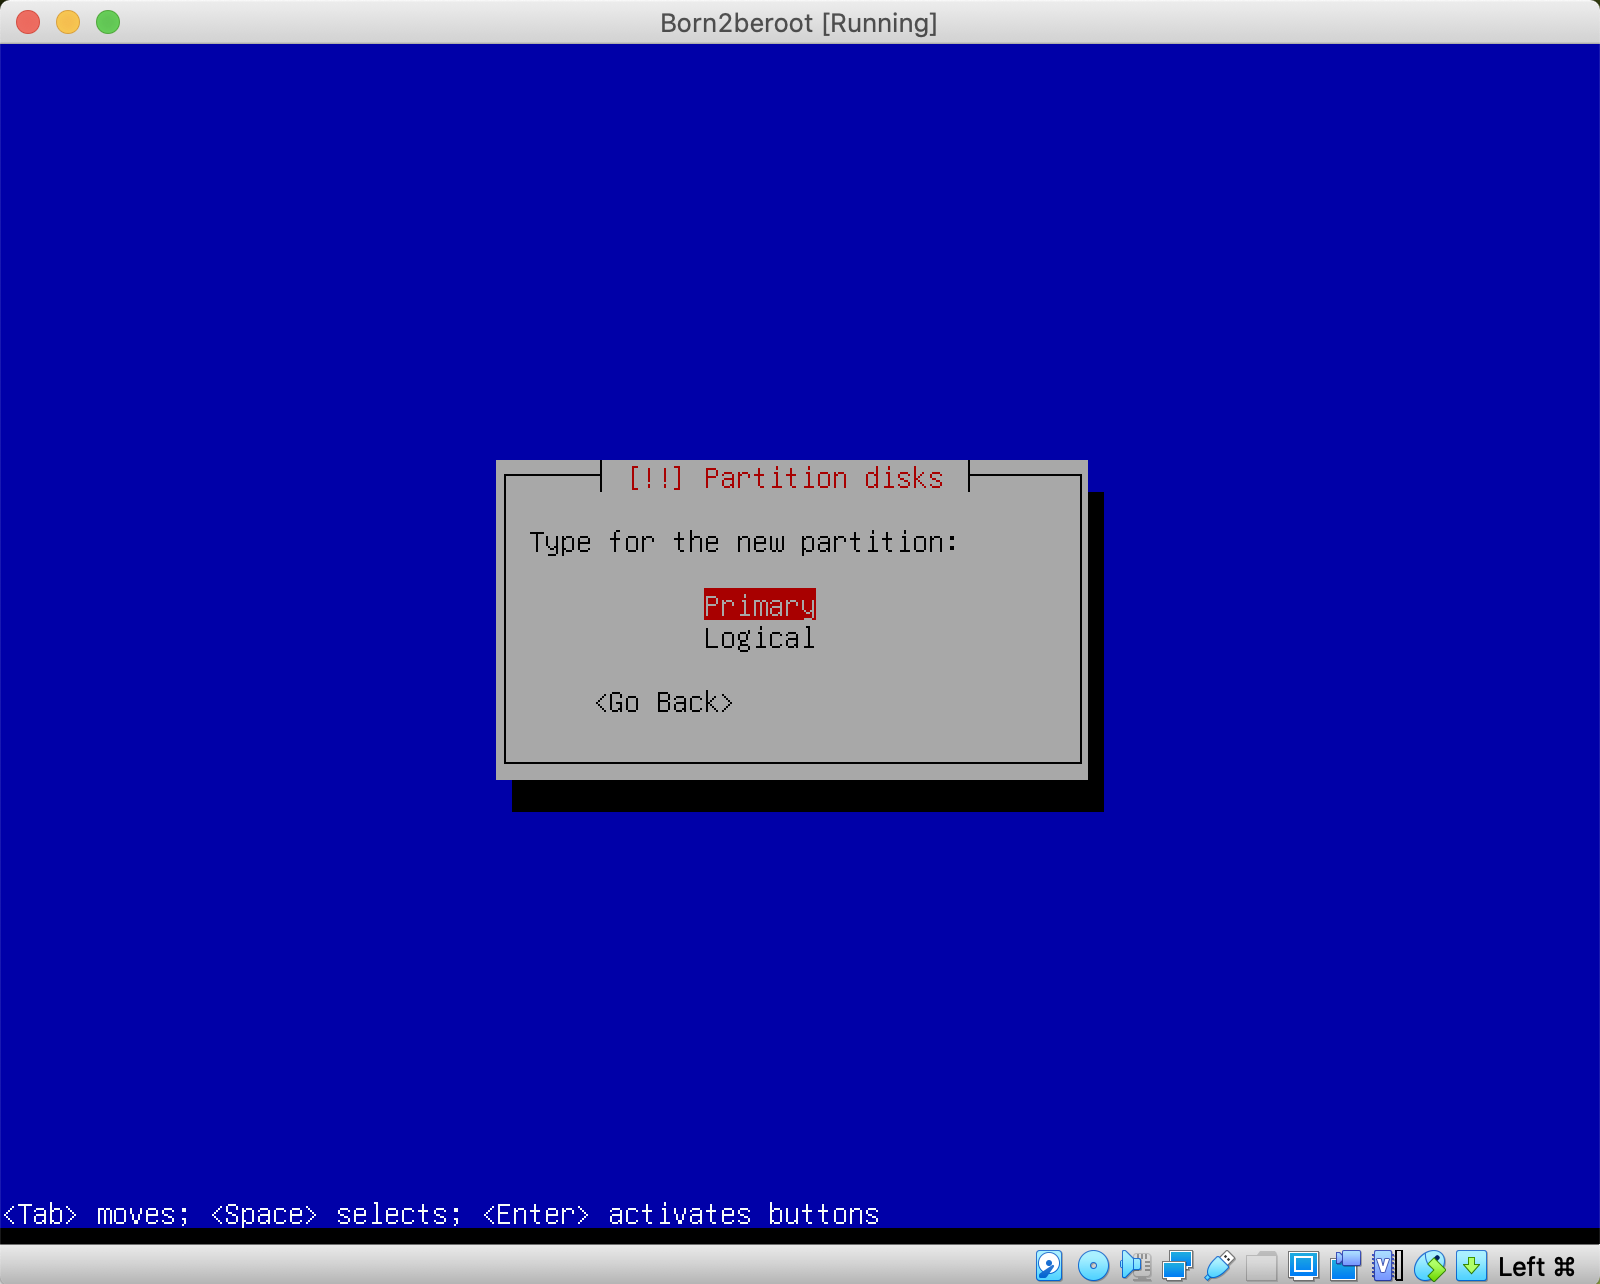 Born2beroot [Running]
[!!] Partition disks
Type for the new partition:
Primary
Logical
<Go Back>
<Tab> moves; <Space> selects; <Enter> activates buttons
Left ⌘